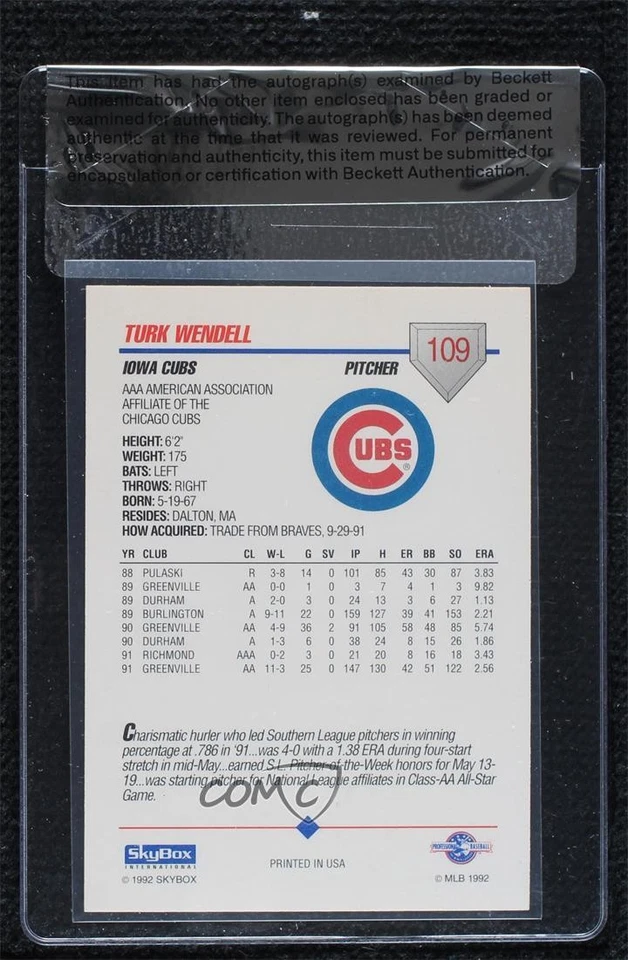 This item has had the autograph(s) examined by Beckett
Authentication. No other item enclosed has been graded or
examined for authenticity. The autograph(s) has been deemed
authentic at the time that it was reviewed. For permanent
preservation and authenticity, this item must be submitted for
encapsulation or certification with Beckett Authentication.
TURK WENDELL
109
IOWA CUBS PITCHER
AAA AMERICAN ASSOCIATION
AFFILIATE OF THE
CHICAGO CUBS
CUBS ®
HEIGHT: 6'2"
WEIGHT: 175
BATS: LEFT
THROWS: RIGHT
BORN: 5-19-67
RESIDES: DALTON, MA
HOW ACQUIRED: TRADE FROM BRAVES, 9-29-91
YR CLUB CL W-L G SV IP H ER BB SO ERA
88 PULASKI R 3-8 14 0 101 85 43 30 87 3.83
89 GREENVILLE AA 0-0 1 0 3 7 4 1 3 9.82
89 DURHAM A 2-0 3 0 24 13 3 6 27 1.13
89 BURLINGTON A 9-11 22 0 159 127 39 41 153 2.21
90 GREENVILLE AA 4-9 36 2 91 105 58 48 85 5.74
90 DURHAM A 1-3 6 0 38 24 8 15 26 1.86
91 RICHMOND AAA 0-2 3 0 21 20 8 16 18 3.43
91 GREENVILLE AA 11-3 25 0 147 130 42 51 122 2.56
Charismatic hurler who led Southern League pitchers in winning
percentage at .786 in '91...was 4-0 with a 1.38 ERA during four-start
stretch in mid-May...earned S.L. Pitcher-of-the-Week honors for May 13-
19...was starting pitcher for National League affiliates in Class-AA All-Star
Game.
COMC
SkyBox
INTERNATIONAL
PRINTED IN USA
PROFESSIONAL BASEBALL
© 1992 SKYBOX
© MLB 1992